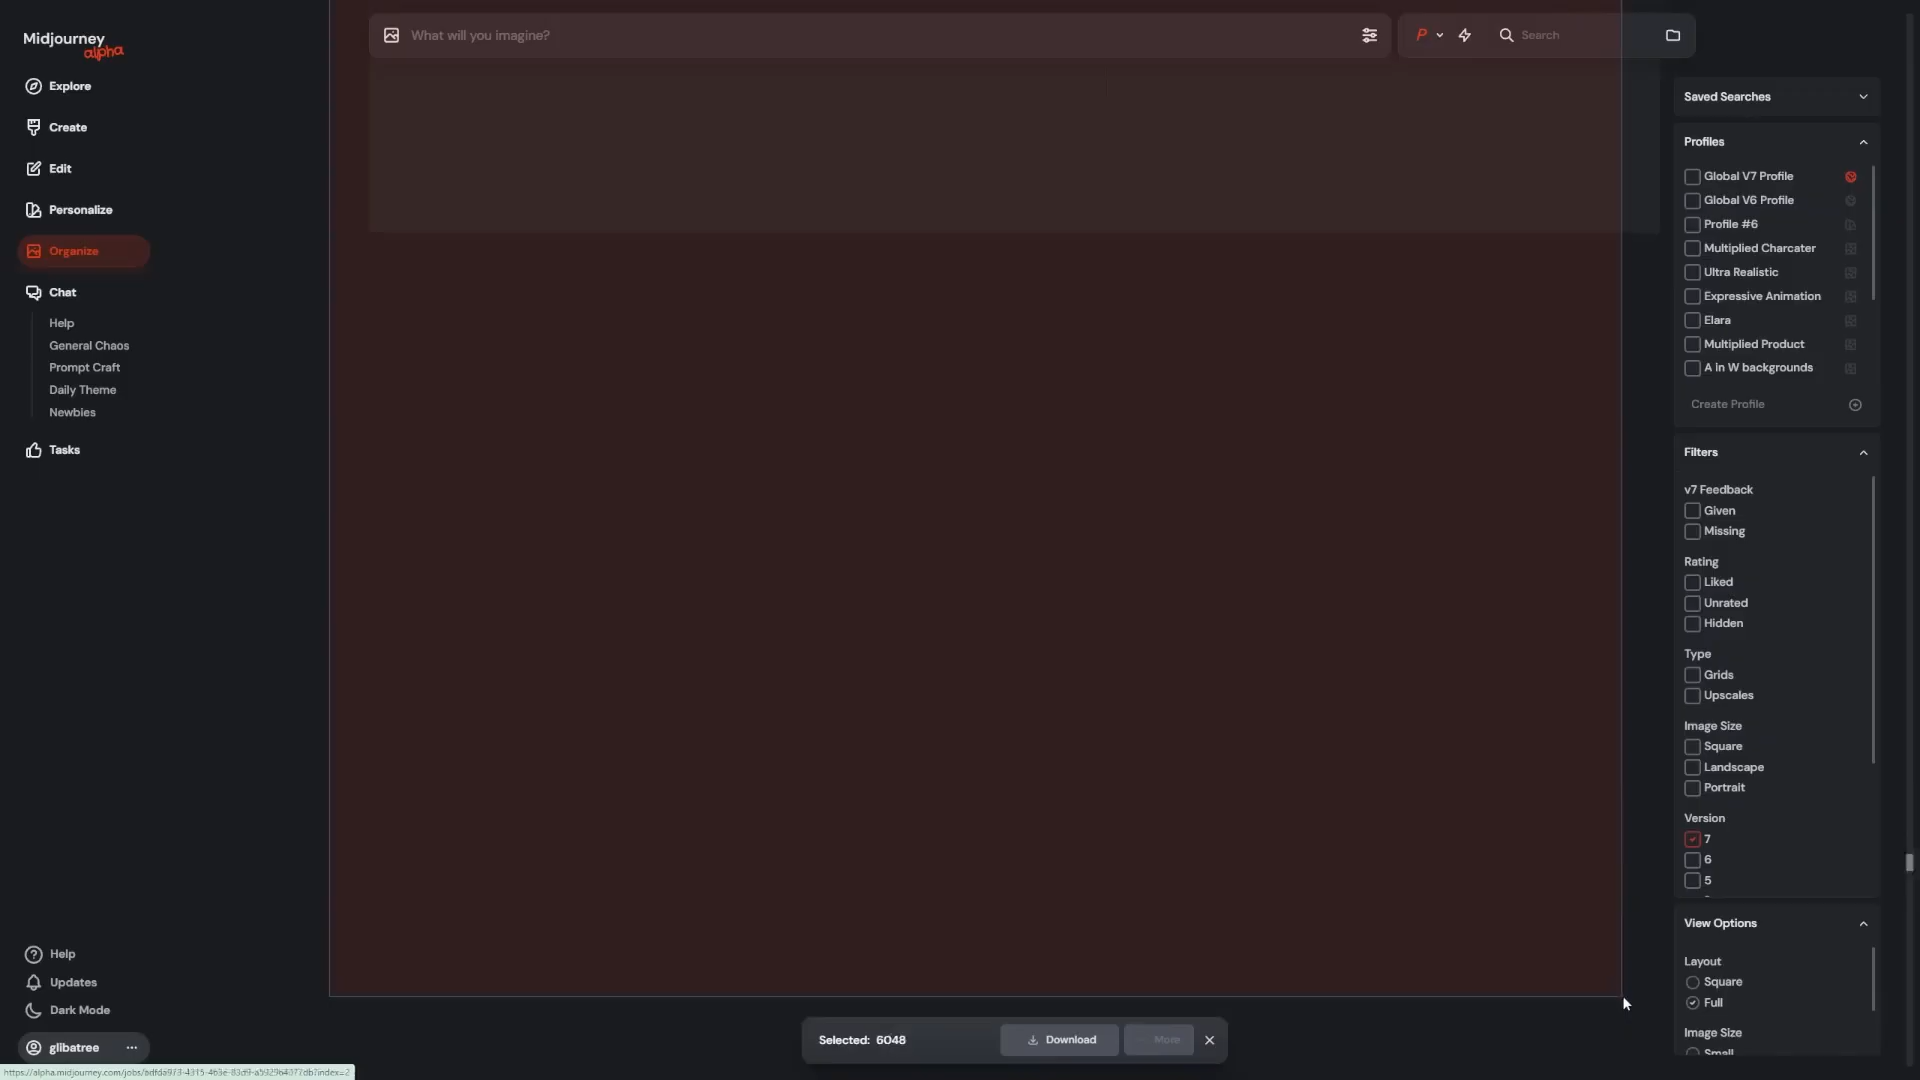 Midjourney
alpha
Explore
Create
Edit
Personalize
Organize
Chat
Help
General Chaos
Prompt Craft
Daily Theme
Newbies
Tasks
Help
Updates
Dark Mode
glibatree
What will you imagine?
P
Search
Saved Searches
Profiles
Global V7 Profile
Global V6 Profile
Profile #6
Multiplied Charcater
Ultra Realistic
Expressive Animation
Elara
Multiplied Product
A in W backgrounds
Create Profile
Filters
v7 Feedback
Given
Missing
Rating
Liked
Unrated
Hidden
Type
Grids
Upscales
Image Size
Square
Landscape
Portrait
Version
7
6
5
View Options
Layout
Square
Full
Image Size
Small
Selected: 6048
Download
More